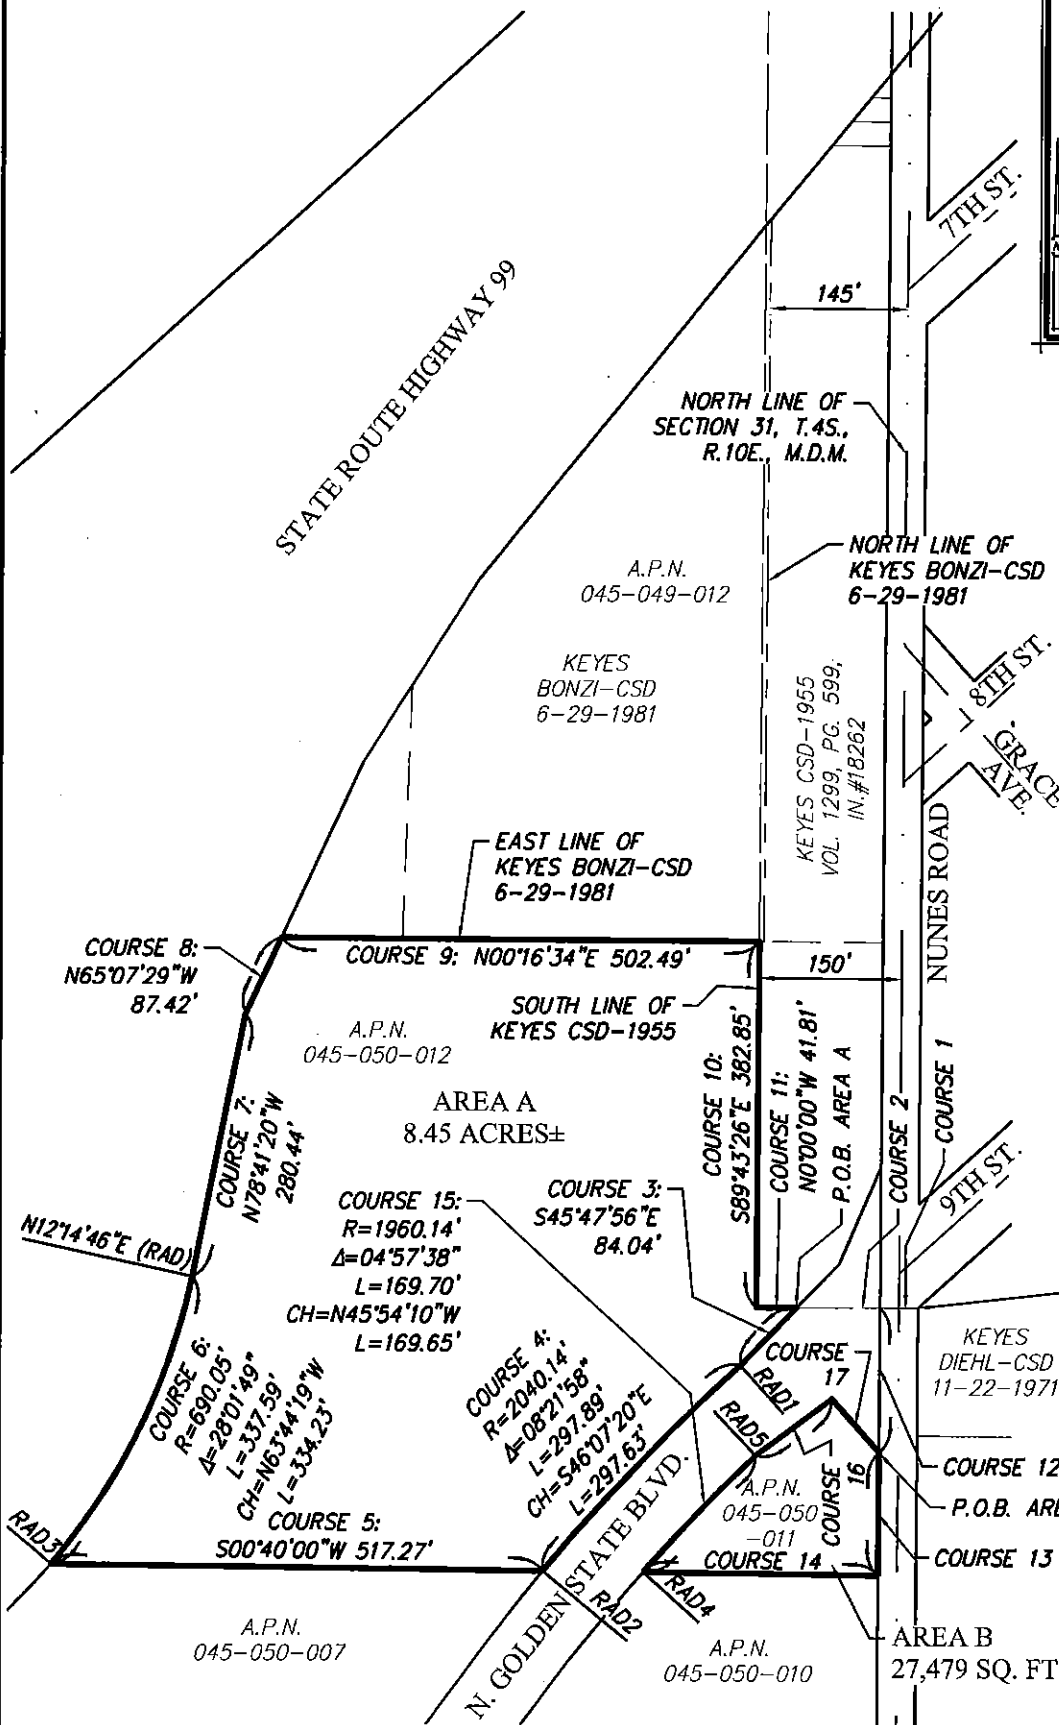 STATE ROUTE HIGHWAY 99
7TH ST.
145'
NORTH LINE OF
SECTION 31, T.4S.,
R.10E., M.D.M.
NORTH LINE OF
KEYES BONZI-CSD
6-29-1981
A.P.N.
045-049-012
KEYES
BONZI-CSD
6-29-1981
KEYES CSD-1955
VOL. 1299, PG. 599,
IN.#18262
8TH ST.
GRACE
AVE.
NUNES ROAD
EAST LINE OF
KEYES BONZI-CSD
6-29-1981
COURSE 8:
N65°07'29"W
87.42'
COURSE 9: N00°16'34"E 502.49'
150'
SOUTH LINE OF
KEYES CSD-1955
A.P.N.
045-050-012
AREA A
8.45 ACRES±
COURSE 10:
S89°43'26"E 382.85'
COURSE 11:
N0°00'00"W 41.81'
P.O.B. AREA A
COURSE 2
COURSE 1
9TH ST.
COURSE 7:
N78°41'20"W
280.44'
N12°14'46"E (RAD)
COURSE 15:
R=1960.14'
Δ=04°57'38"
L=169.70'
CH=N45°54'10"W
L=169.65'
COURSE 3:
S45°47'56"E
84.04'
COURSE 6:
R=690.05'
Δ=28°01'49"
L=337.59'
CH=N63°44'19"W
L=334.23'
COURSE 4:
R=2040.14'
Δ=08°21'58"
L=297.89'
CH=S46°07'20"E
L=297.63'
KEYES
DIEHL-CSD
11-22-1971
COURSE
17
RAD1
RAD5
COURSE
16
COURSE 12
P.O.B. ARE
A.P.N.
045-050
-011
COURSE 13
COURSE 14
RAD3
COURSE 5:
S00°40'00"W 517.27'
RAD2
RAD4
N. GOLDEN STATE BLVD.
A.P.N.
045-050-007
A.P.N.
045-050-010
AREA B
27,479 SQ. FT